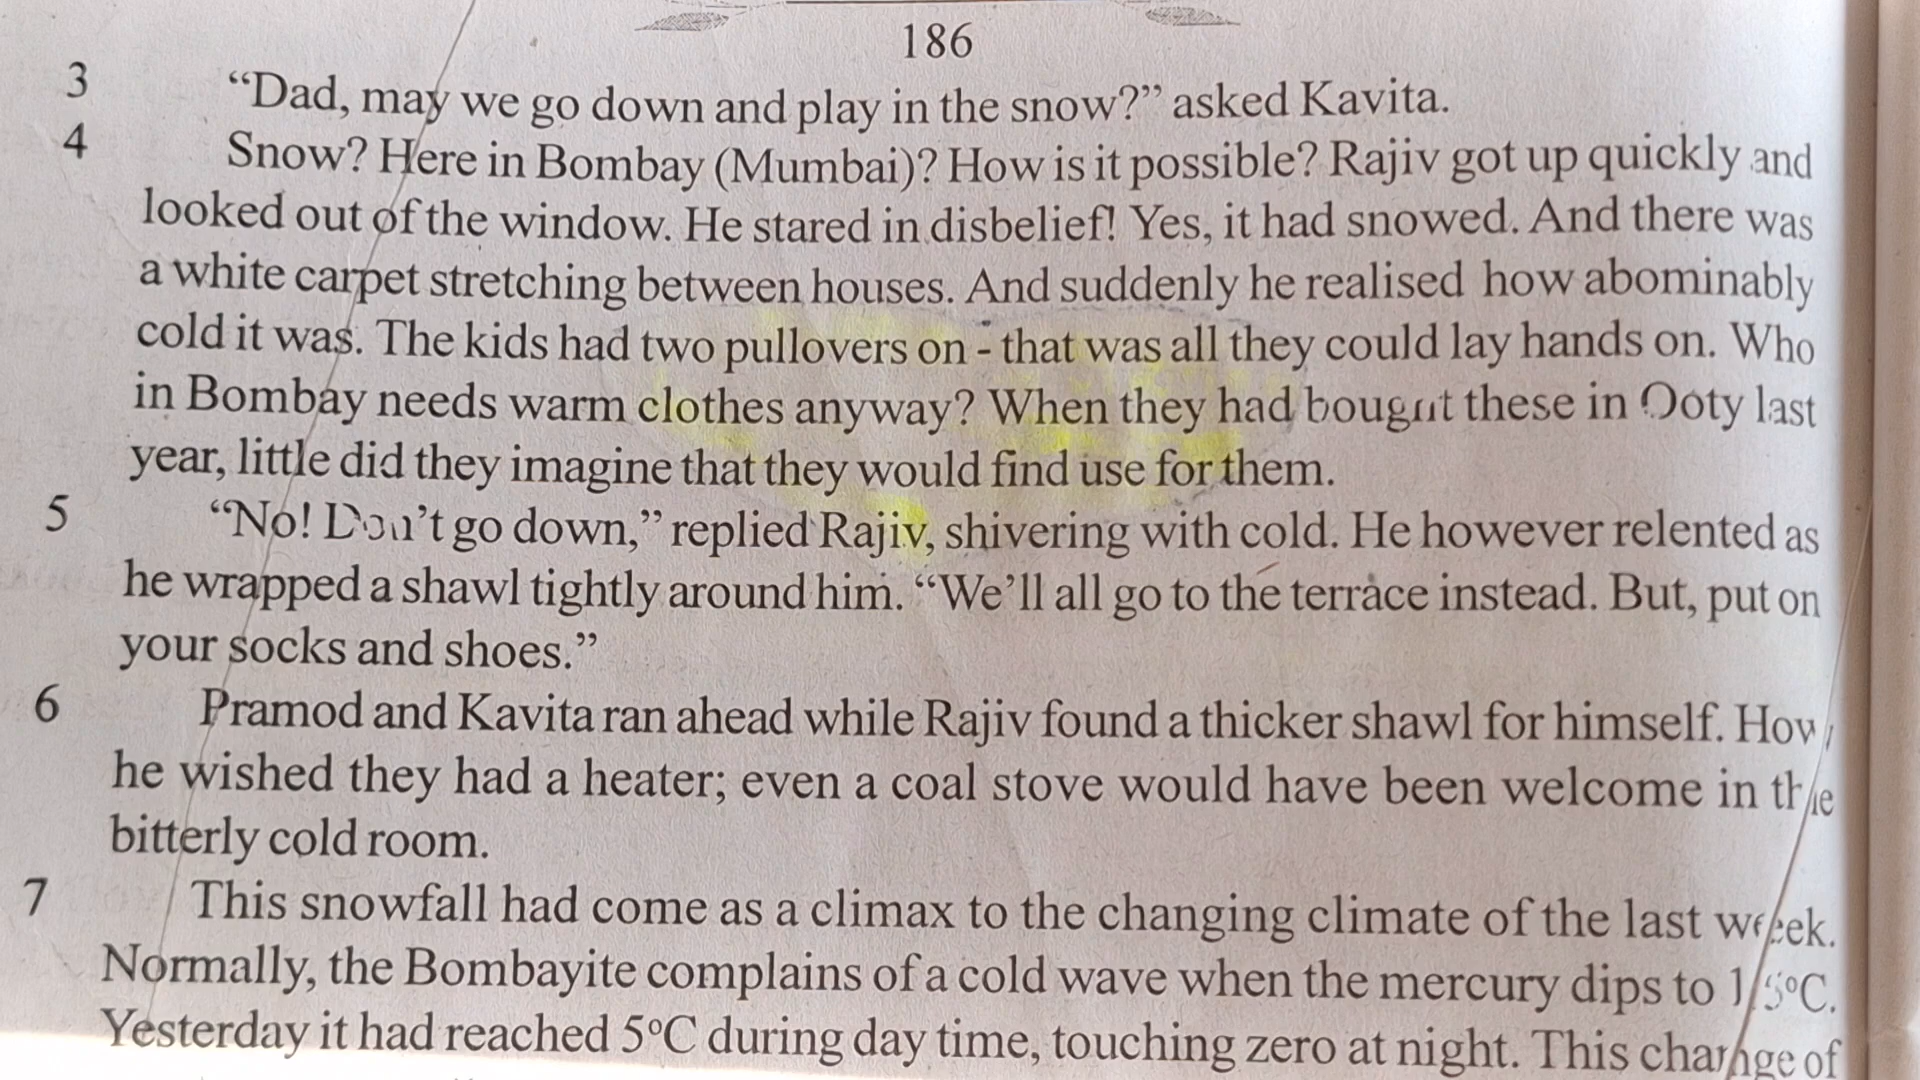 186
3 “Dad, may we go down and play in the snow?” asked Kavita.
4 Snow? Here in Bombay (Mumbai)? How is it possible? Rajiv got up quickly and
looked out of the window. He stared in disbelief! Yes, it had snowed. And there was
a white carpet stretching between houses. And suddenly he realised how abominably
cold it was. The kids had two pullovers on - that was all they could lay hands on. Who
in Bombay needs warm clothes anyway? When they had bought these in Ooty last
year, little did they imagine that they would find use for them.
5 “No! Don’t go down,” replied Rajiv, shivering with cold. He however relented as
he wrapped a shawl tightly around him. “We’ll all go to the terrace instead. But, put on
your socks and shoes.”
6 Pramod and Kavita ran ahead while Rajiv found a thicker shawl for himself. How
he wished they had a heater; even a coal stove would have been welcome in the
bitterly cold room.
7 This snowfall had come as a climax to the changing climate of the last week.
Normally, the Bombayite complains of a cold wave when the mercury dips to 15°C.
Yesterday it had reached 5°C during day time, touching zero at night. This change of